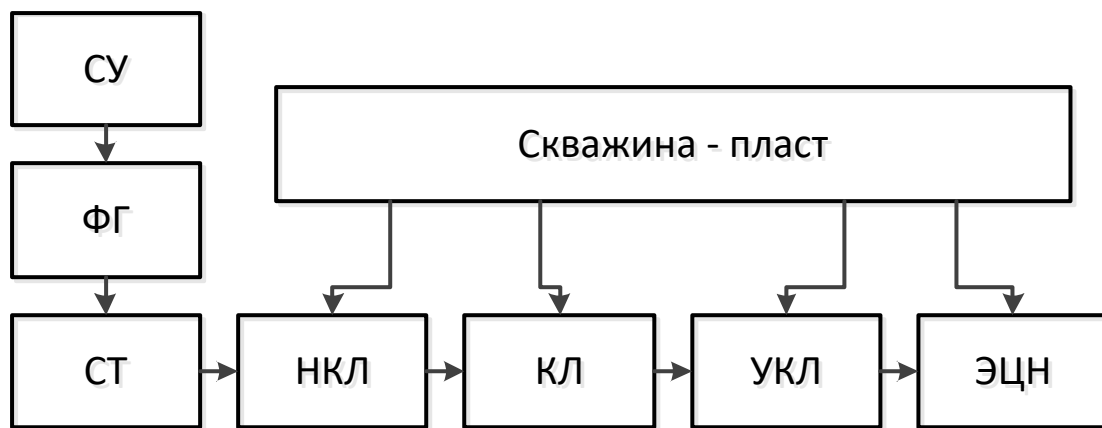 СУ
Скважина - пласт
ФГ
СТ
НКЛ
КЛ
УКЛ
ЭЦН